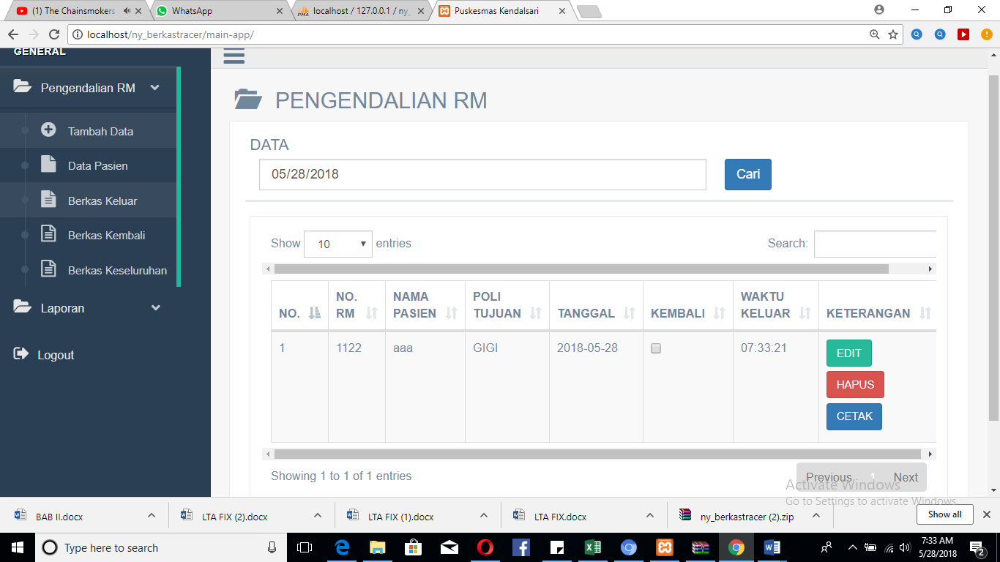 (1) The Chainsmokers
WhatsApp
localhost / 127.0.0.1 / ny_
Puskesmas Kendalsari
localhost/ny_berkastracer/main-app/
GENERAL
Pengendalian RM
Tambah Data
Data Pasien
Berkas Keluar
Berkas Kembali
Berkas Keseluruhan
Laporan
Logout
PENGENDALIAN RM
DATA
05/28/2018 Cari
Show 10 entries Search:
NO. NO. RM NAMA PASIEN POLI TUJUAN TANGGAL KEMBALI WAKTU KELUAR KETERANGAN
1 1122 aaa GIGI 2018-05-28 07:33:21 EDIT
HAPUS
CETAK
Showing 1 to 1 of 1 entries
Previous 1 Next
Activate Windows
Go to Settings to activate Windows.
BAB II.docx
LTA FIX (2).docx
LTA FIX (1).docx
LTA FIX.docx
ny_berkastracer (2).zip
Show all
Type here to search
7:33 AM
5/28/2018
2